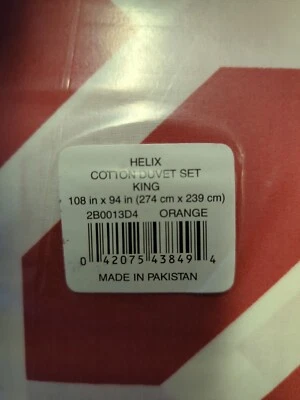 HELIX
COTTON DUVET SET
KING
108 in x 94 in (274 cm x 239 cm)
2B0013D4 ORANGE
0 42075 43849 4
MADE IN PAKISTAN